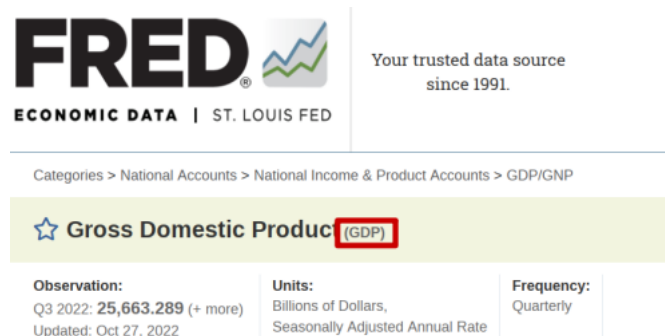 FRED®
ECONOMIC DATA | ST. LOUIS FED
Your trusted data source
since 1991.
Categories > National Accounts > National Income & Product Accounts > GDP/GNP
Gross Domestic Product (GDP)
Observation:
Q3 2022: 25,663.289 (+ more)
Updated: Oct 27, 2022
Units:
Billions of Dollars,
Seasonally Adjusted Annual Rate
Frequency:
Quarterly